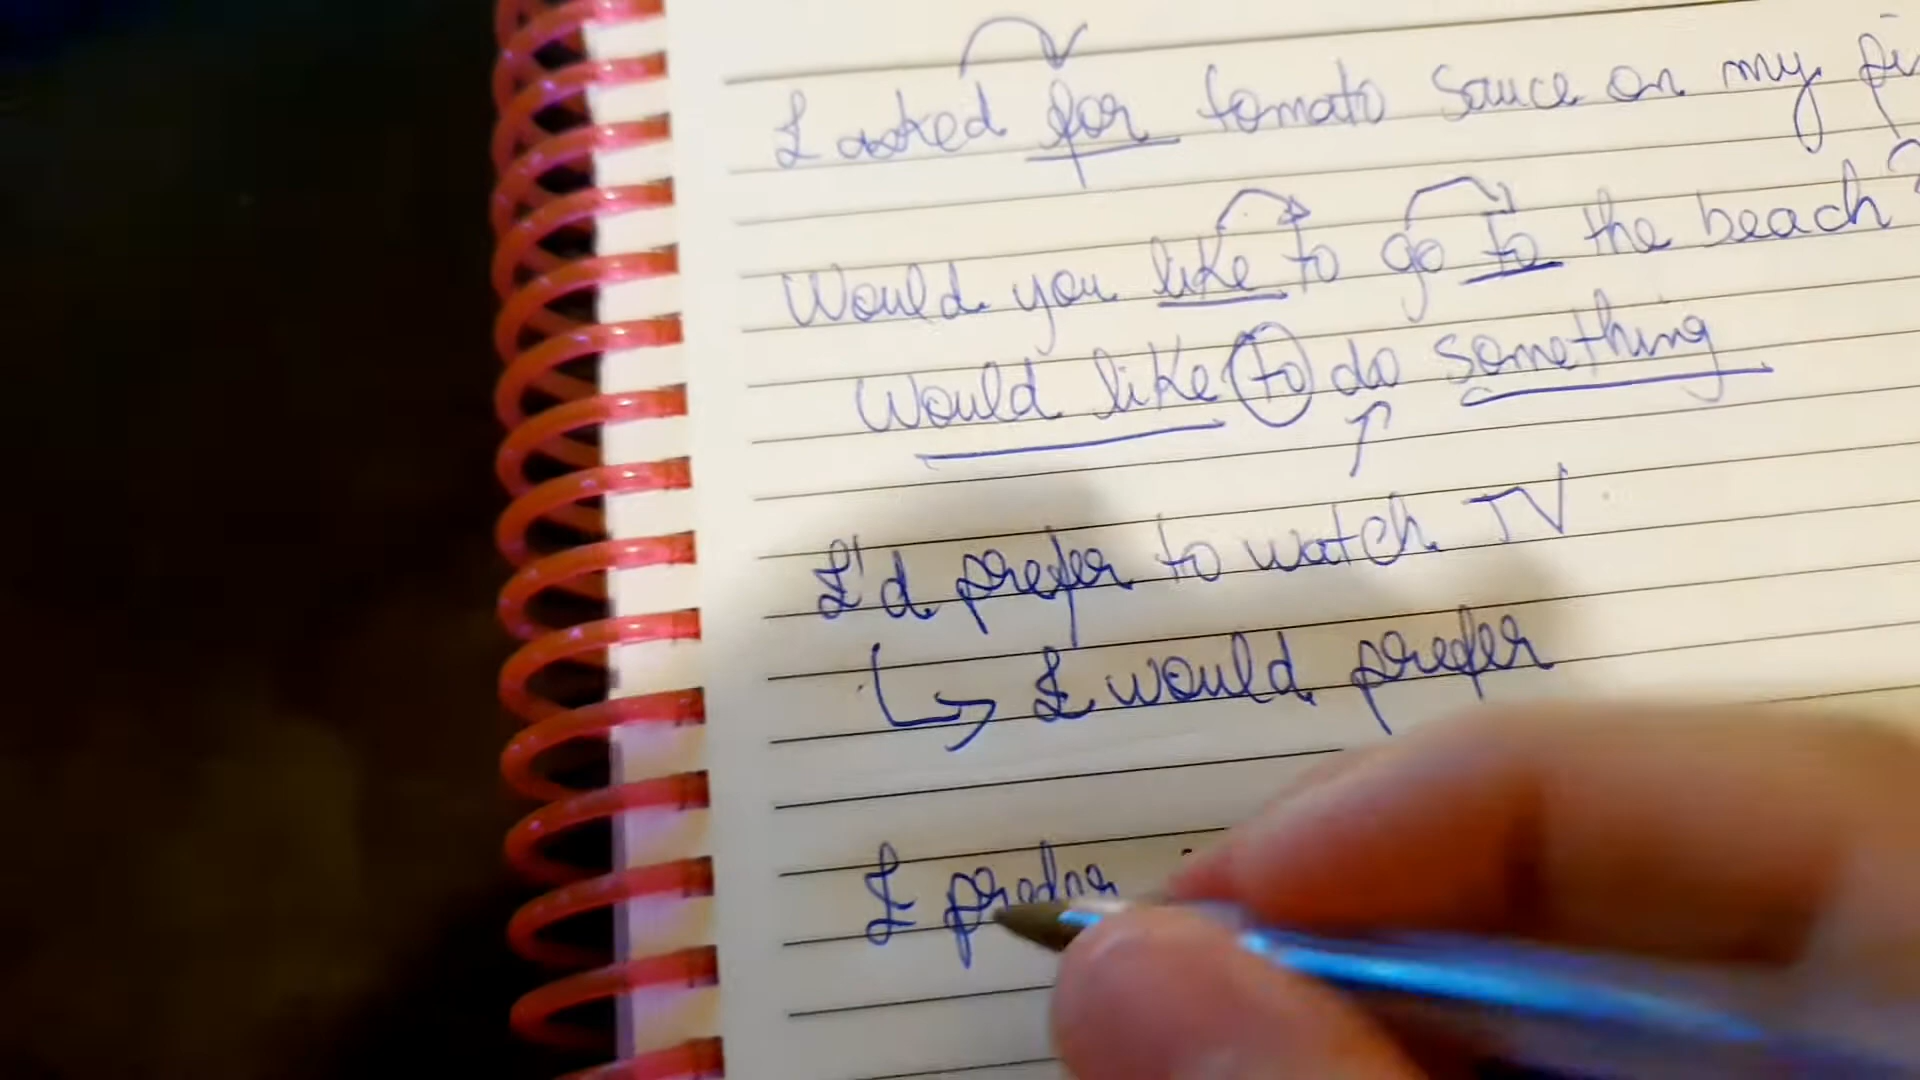 I asked for tomato sauce on my
Would you like to go to the beach?
Would like to do something
I'd prefer to watch TV
I would prefer
I